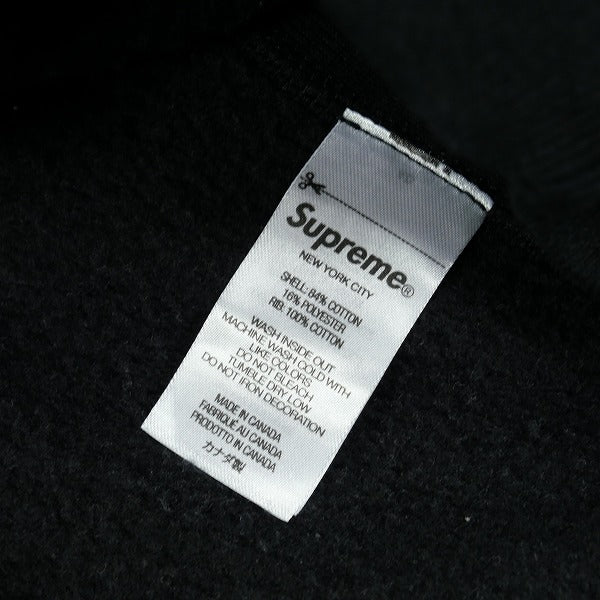 Supreme®
NEW YORK CITY
SHELL: 84% COTTON
16% POLYESTER
RIB: 100% COTTON
WASH INSIDE OUT
MACHINE WASH COLD WITH
LIKE COLORS
DO NOT BLEACH
TUMBLE DRY LOW
DO NOT IRON DECORATION
MADE IN CANADA
FABRIQUÉ AU CANADA
PRODOTTO IN CANADA
カナダ製